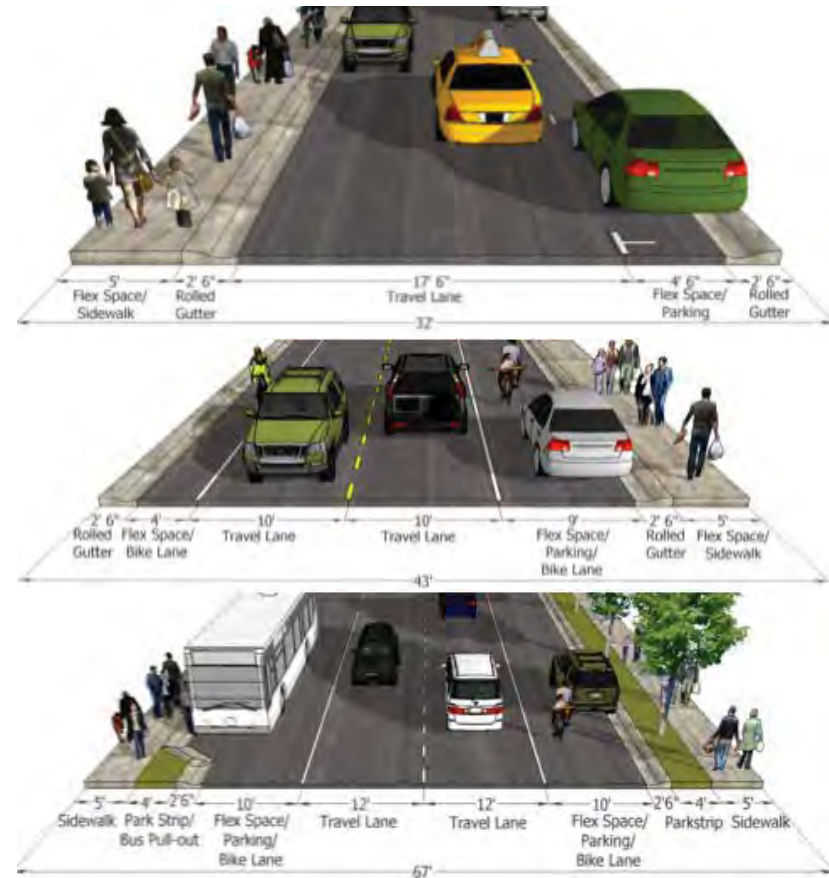 5' 2' 6" 17' 6" 4' 6" 2' 6"
Flex Space/ Rolled Travel Lane Flex Space/ Rolled
Sidewalk Gutter Parking Gutter
32'
2' 6" 4' 10' 10' 9' 2' 6" 5'
Rolled Flex Space/ Travel Lane Travel Lane Flex Space/ Rolled Flex Space/
Gutter Bike Lane Parking/ Gutter Sidewalk
Bike Lane
43'
5' 4' 2'6" 10' 12' 12' 10' 2'6" 4' 5'
Sidewalk Park Strip/ Flex Space/ Travel Lane Travel Lane Flex Space/ Parkstrip Sidewalk
Bus Pull-out Parking/ Parking/
Bike Lane Bike Lane
67'